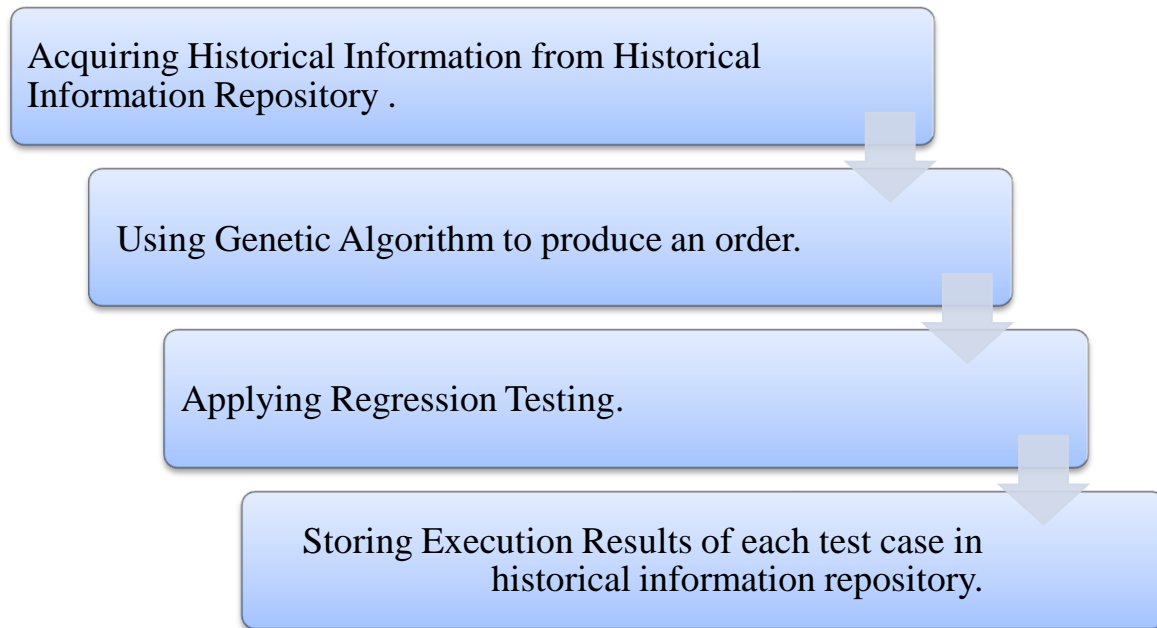 Acquiring Historical Information from Historical
Information Repository .
Using Genetic Algorithm to produce an order.
Applying Regression Testing.
Storing Execution Results of each test case in
historical information repository.